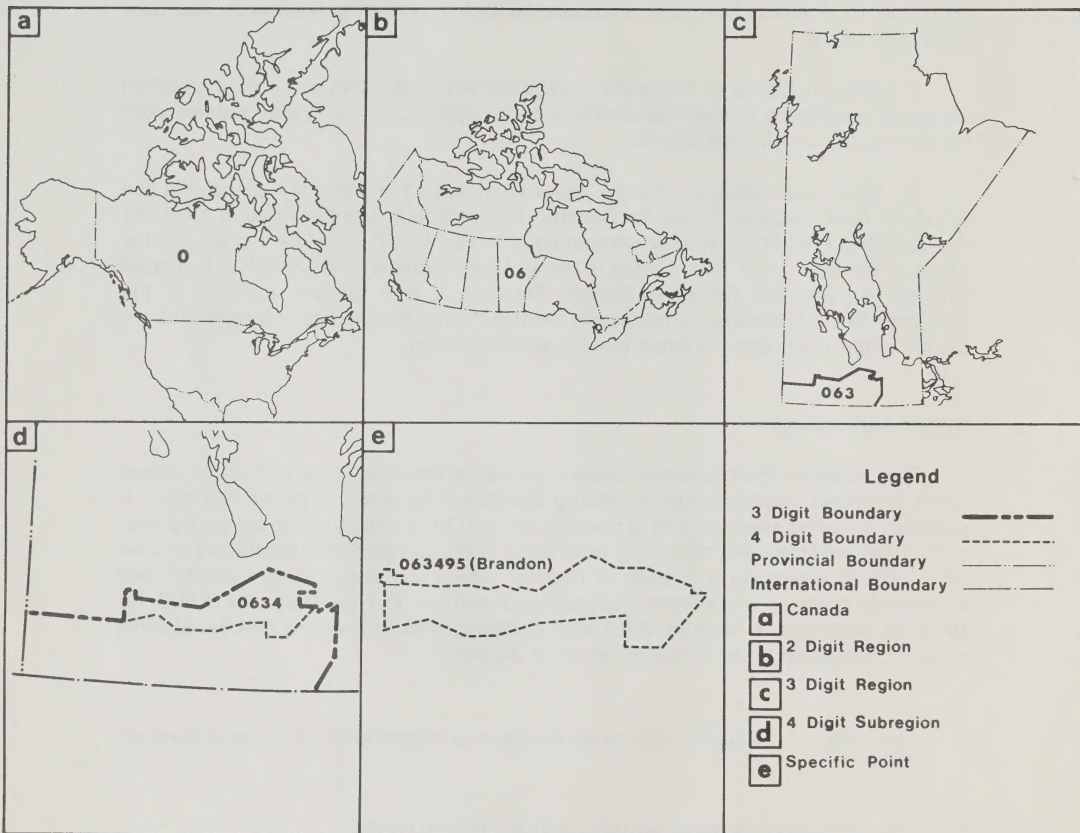 a
b
c
0
06
063
d
e
0634
063495 (Brandon)
Legend
3 Digit Boundary
4 Digit Boundary
Provincial Boundary
International Boundary
a Canada
b 2 Digit Region
c 3 Digit Region
d 4 Digit Subregion
e Specific Point